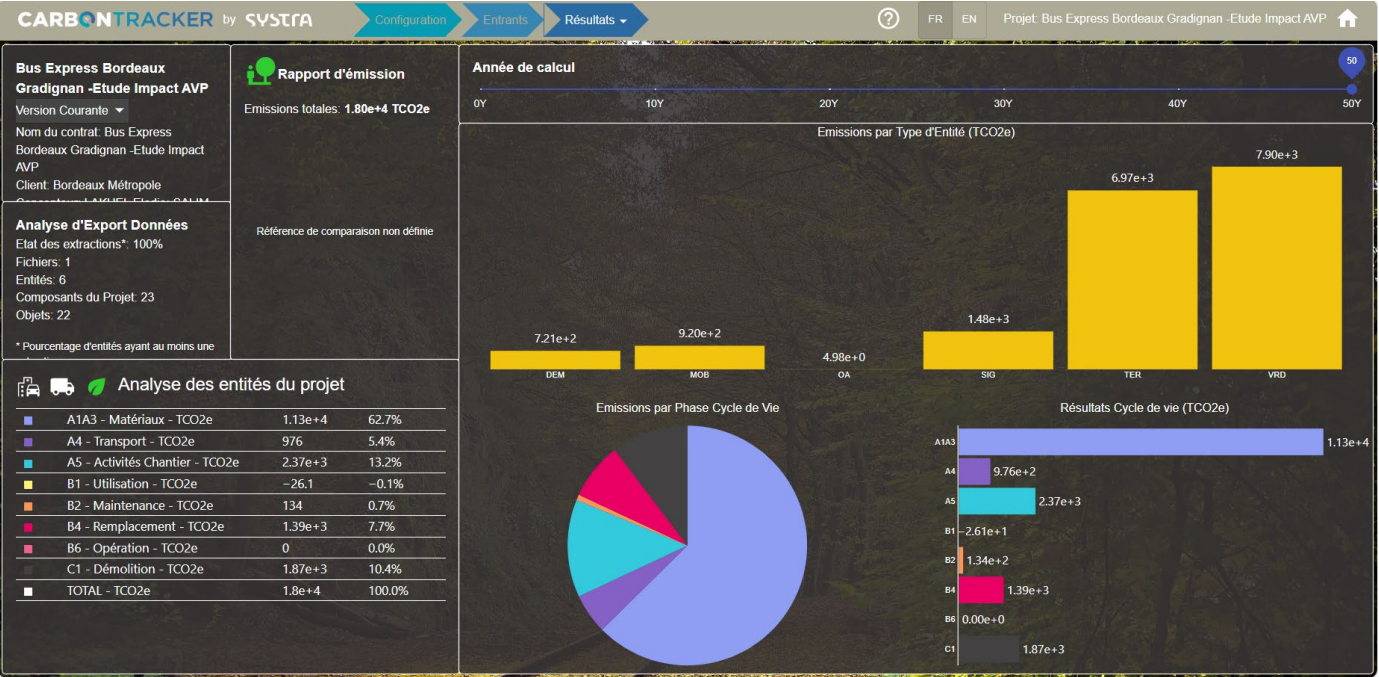 CARBONTRACKER by SYSTRA
Configuration
Entrants
Résultats
?
FR
EN
Projet: Bus Express Bordeaux Gradignan -Etude Impact AVP
Bus Express Bordeaux
Gradignan -Etude Impact AVP
Version Courante
Nom du contrat: Bus Express
Bordeaux Gradignan -Etude Impact
AVP
Client: Bordeaux Métropole
Analyse d'Export Données
Etat des extractions*: 100%
Fichiers: 1
Entités: 6
Composants du Projet: 23
Objets: 22
* Pourcentage d'entités ayant au moins une
Rapport d'émission
Emissions totales: 1.80e+4 TCO2e
Référence de comparaison non définie
Année de calcul
50
0Y 10Y 20Y 30Y 40Y 50Y
Emissions par Type d'Entité (TCO2e)
7.21e+2
9.20e+2
4.98e+0
1.48e+3
6.97e+3
7.90e+3
DEM MOB OA SIG TER VRD
Analyse des entités du projet
A1A3 - Matériaux - TCO2e 1.13e+4 62.7%
A4 - Transport - TCO2e 976 5.4%
A5 - Activités Chantier - TCO2e 2.37e+3 13.2%
B1 - Utilisation - TCO2e −26.1 −0.1%
B2 - Maintenance - TCO2e 134 0.7%
B4 - Remplacement - TCO2e 1.39e+3 7.7%
B6 - Opération - TCO2e 0 0.0%
C1 - Démolition - TCO2e 1.87e+3 10.4%
TOTAL - TCO2e 1.8e+4 100.0%
Emissions par Phase Cycle de Vie
Résultats Cycle de vie (TCO2e)
A1A3 1.13e+4
A4 9.76e+2
A5 2.37e+3
B1 −2.61e+1
B2 1.34e+2
B4 1.39e+3
B6 0.00e+0
C1 1.87e+3